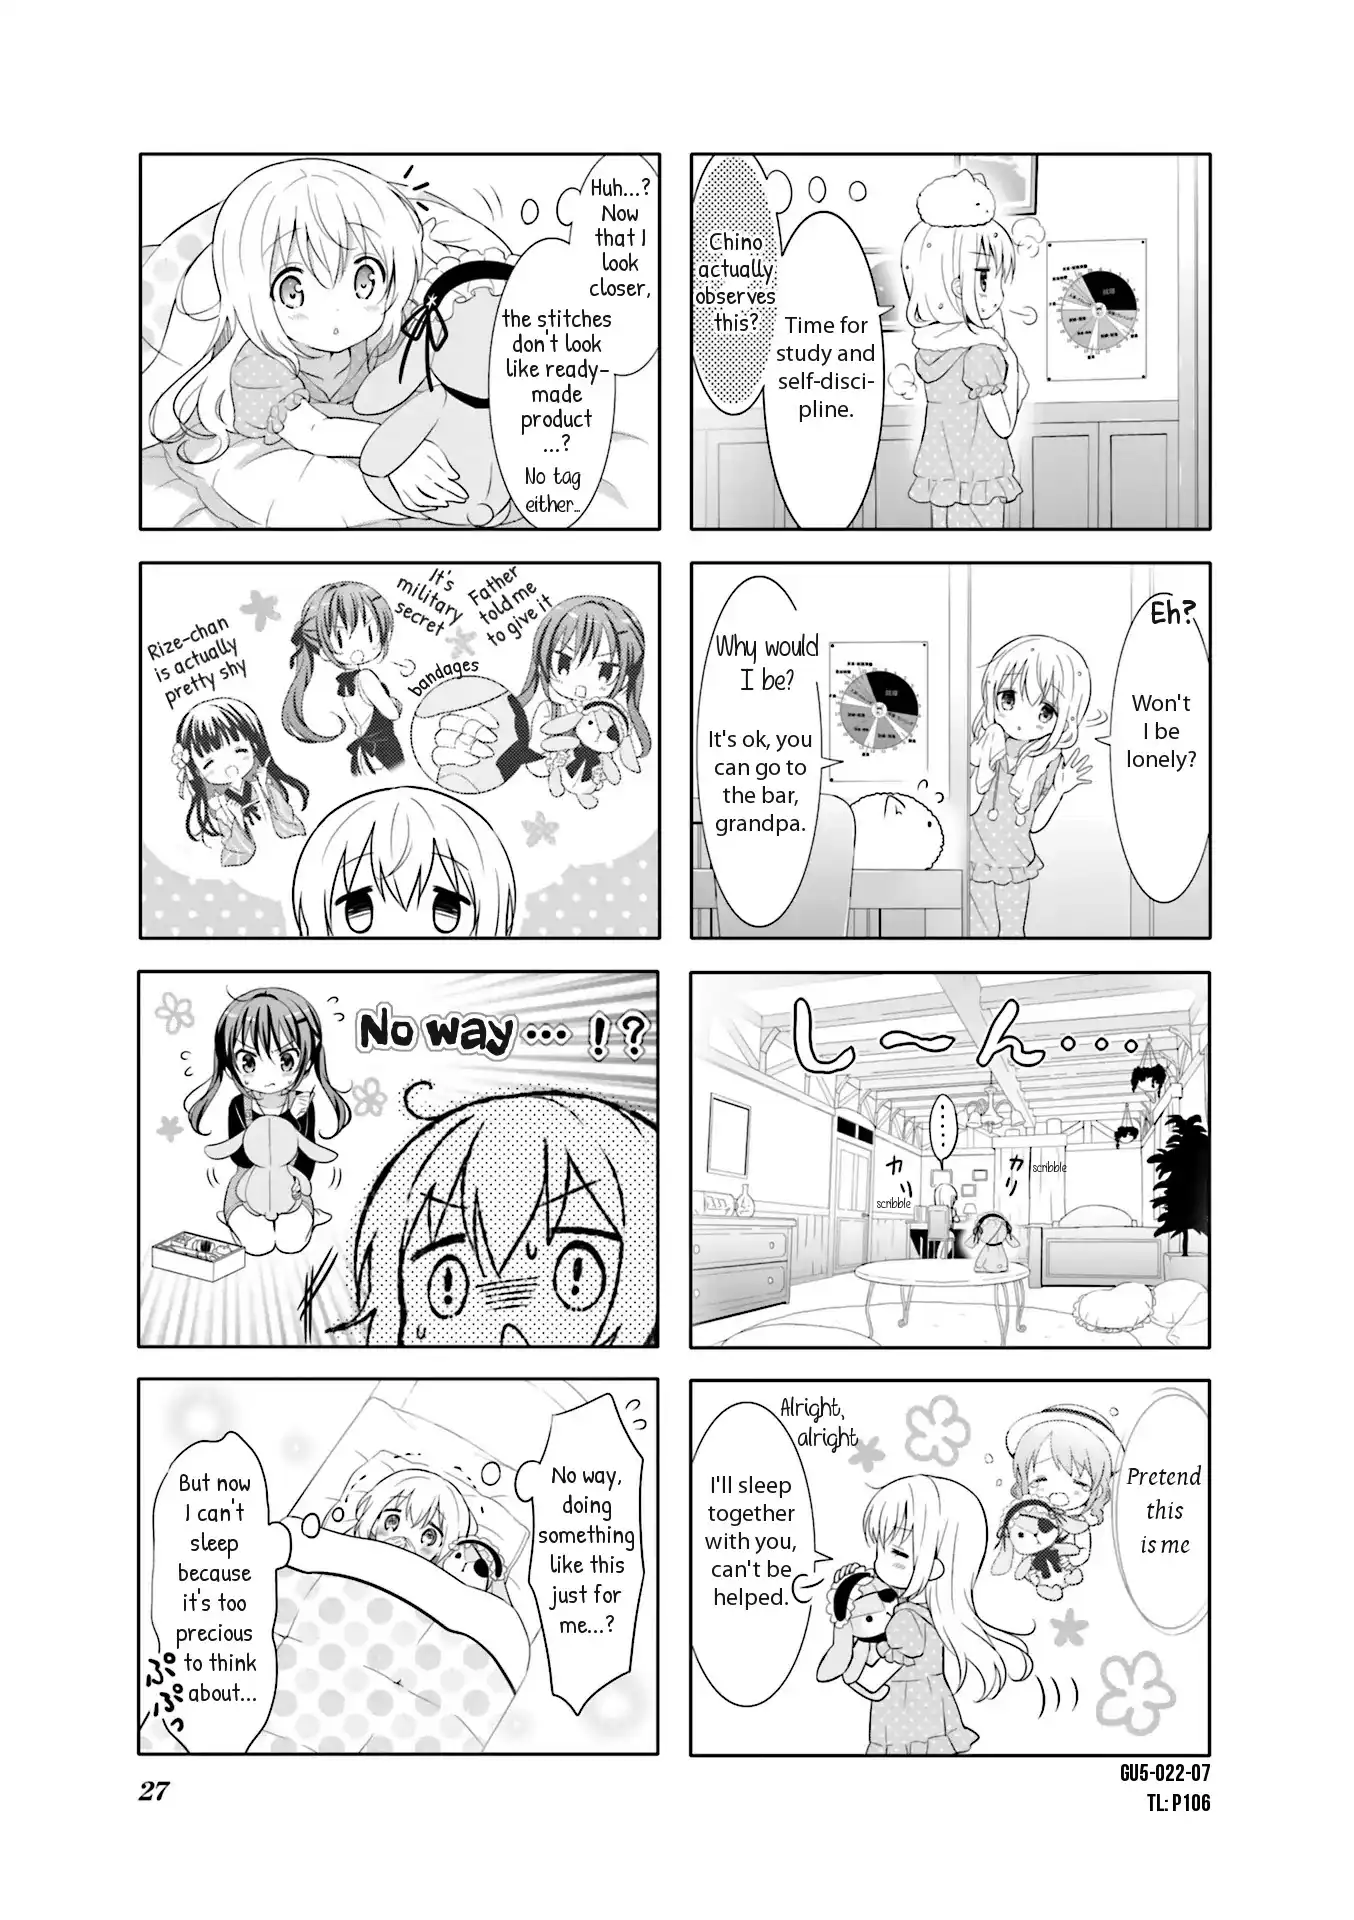 Chino
actually
observes
this?
Time for
study and
self-disci-
pline.
Eh?
Won't
I be
lonely?
Why would
I be?
It's ok, you
can go to
the bar,
grandpa.
し〜ん…
……
カリ
scribble
カリ
scribble
Pretend
this
is me
Alright,
alright
I'll sleep
together
with you,
can't be
helped.
Huh...?
Now
that I
look
closer,
the stitches
don't look
like ready-
made
product
...?
No tag
either...
Father
told me
to give it
It's
military
secret
bandages
Rize-chan
is actually
pretty shy
No way...!?
No way,
doing
something
like this
just for
me...?
But now
I can't
sleep
because
it's too
precious
to think
about...
ぷぷぷっ
27
GU5-022-07
TL: P106